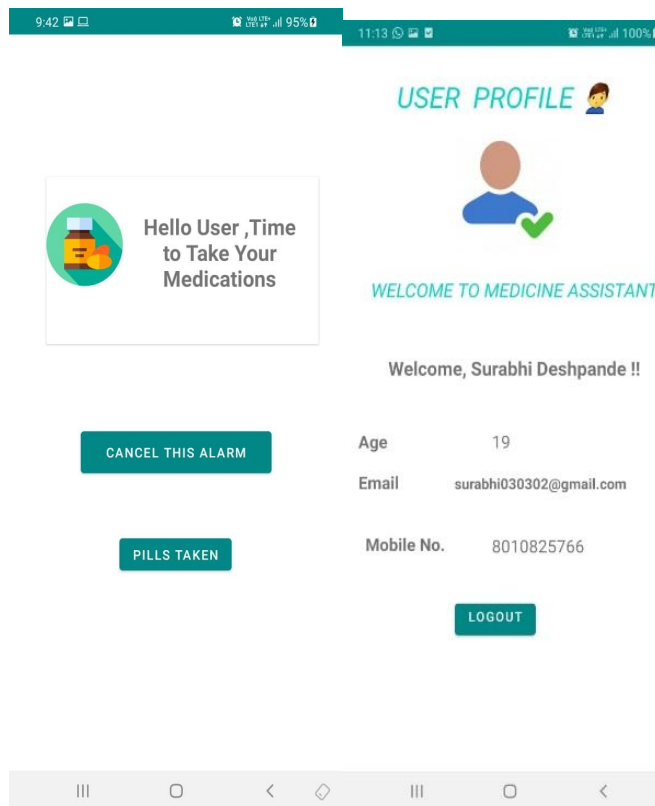 9:42
95%
Hello User ,Time
to Take Your
Medications
CANCEL THIS ALARM
PILLS TAKEN
11:13
100%
USER PROFILE
WELCOME TO MEDICINE ASSISTANT
Welcome, Surabhi Deshpande !!
Age 19
Email surabhi030302@gmail.com
Mobile No. 8010825766
LOGOUT